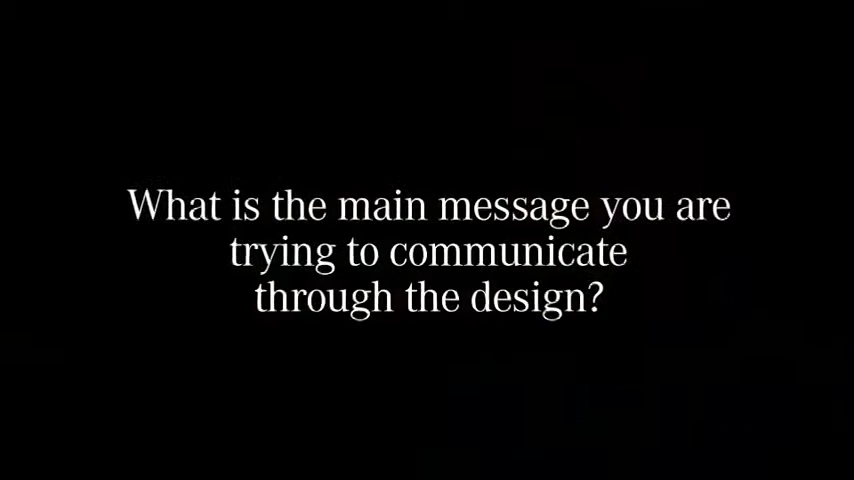 What is the main message you are
trying to communicate
through the design?